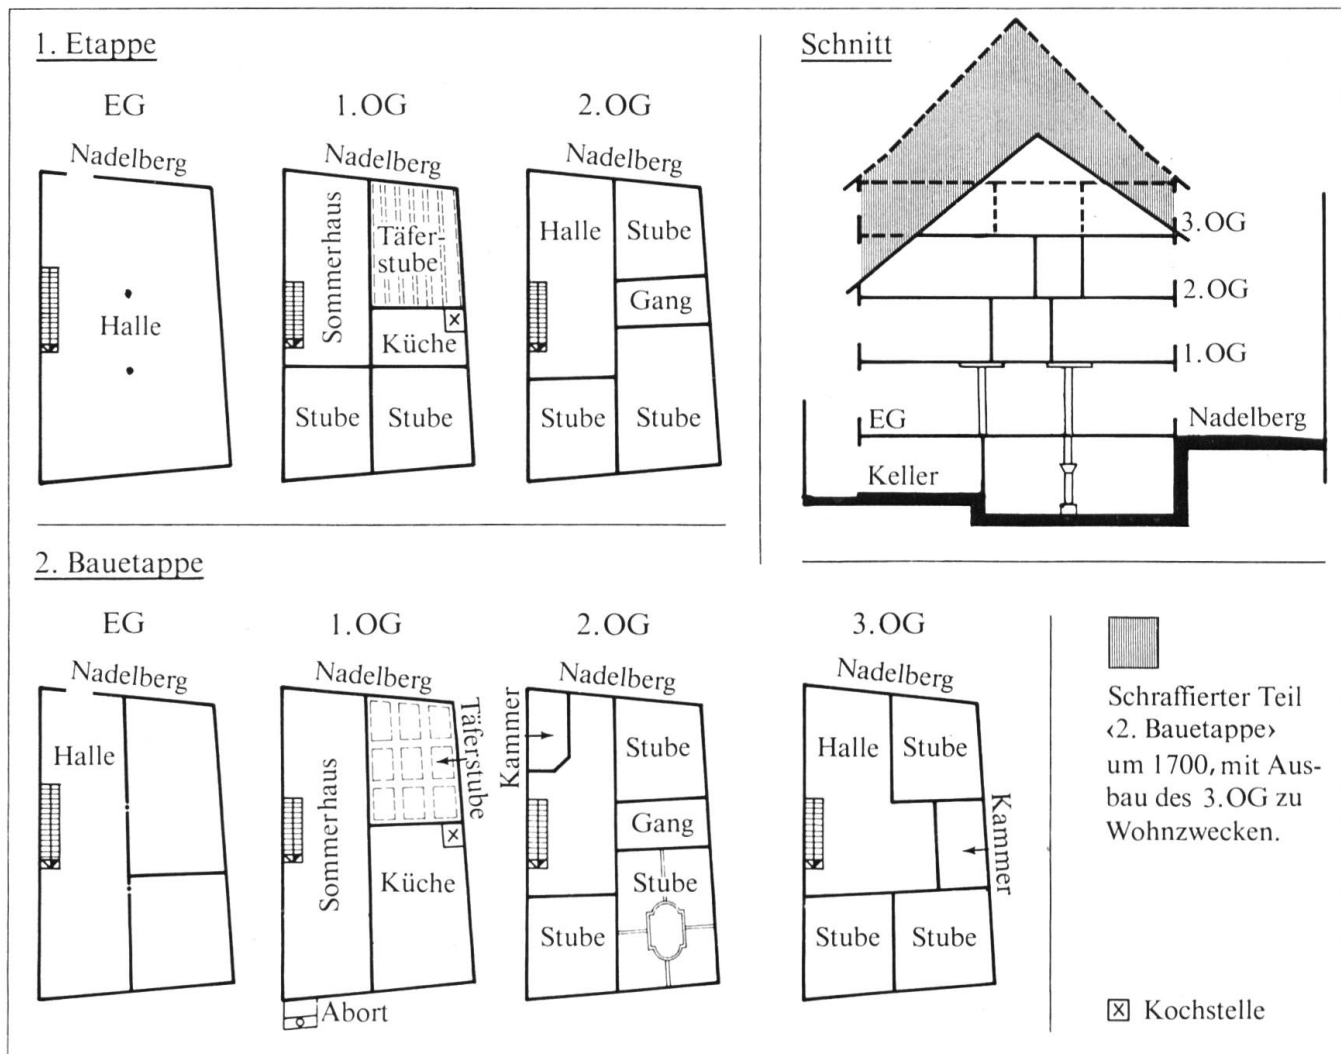 1. Etappe
EG
1.OG
2.OG
Nadelberg
Nadelberg
Nadelberg
Halle
Sommerhaus
Täfer-
stube
Küche
Stube
Stube
Halle
Stube
Gang
Stube
Stube
Schnitt
3.OG
2.OG
1.OG
EG
Nadelberg
Keller
2. Bauetappe
EG
1.OG
2.OG
3.OG
Nadelberg
Nadelberg
Nadelberg
Nadelberg
Halle
Sommerhaus
Täferstube
Küche
Abort
Kammer
Stube
Gang
Stube
Stube
Halle
Stube
Kammer
Stube
Stube
Schraffierter Teil
‹2. Bauetappe›
um 1700, mit Aus-
bau des 3.OG zu
Wohnzwecken.
Kochstelle